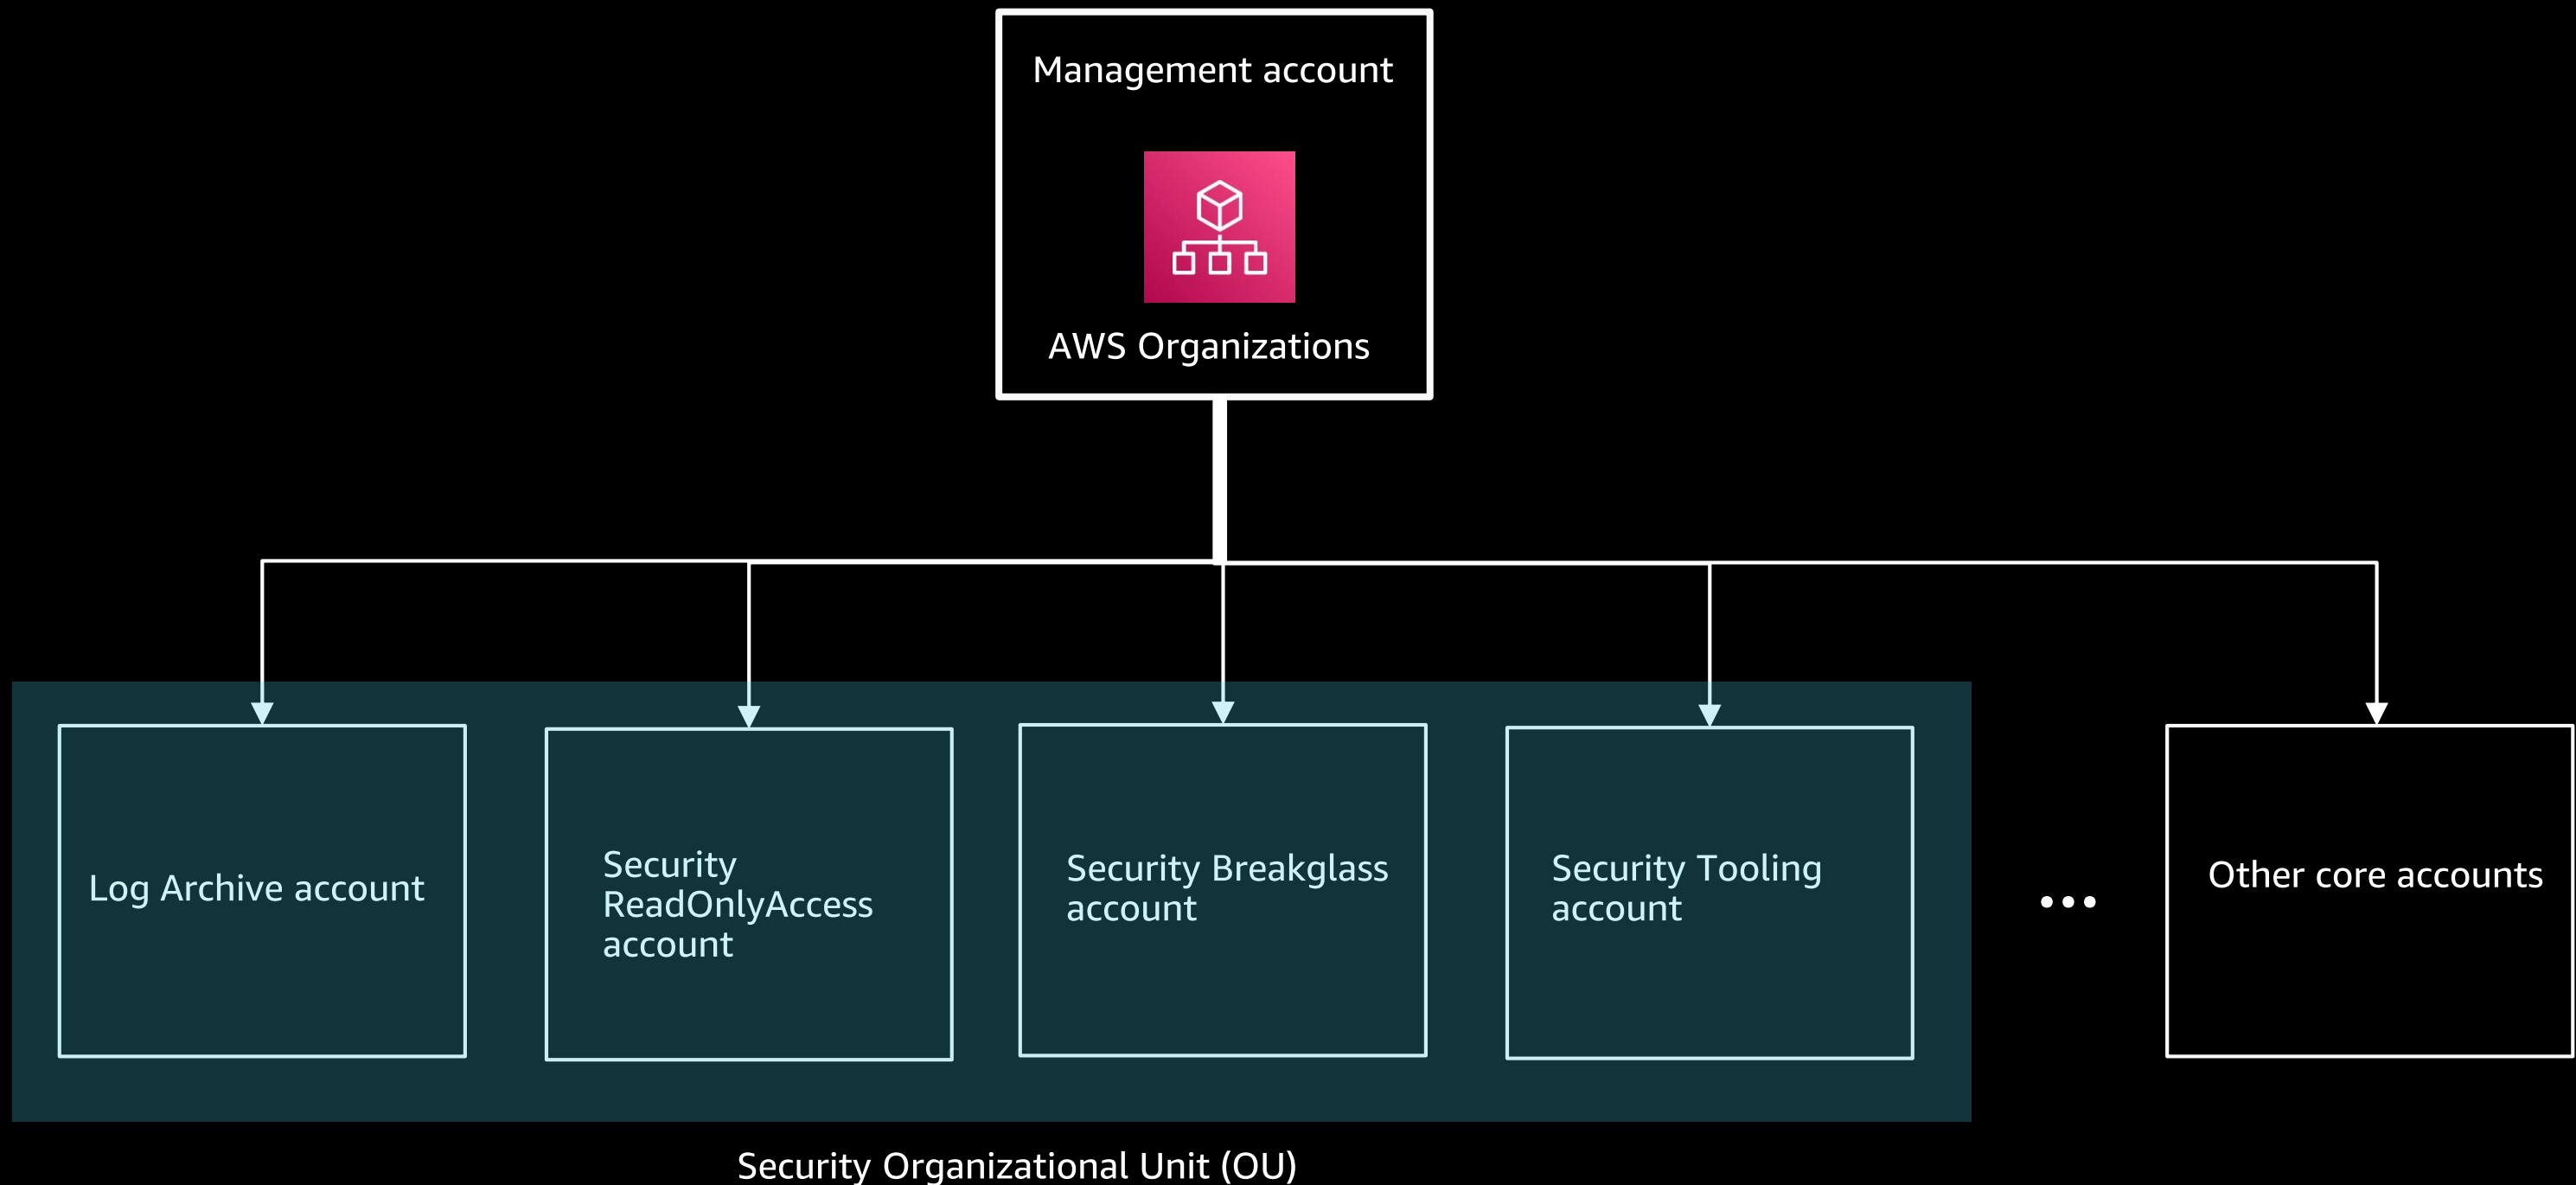 Management account
AWS Organizations
Log Archive account
Security
ReadOnlyAccess
account
Security Breakglass
account
Security Tooling
account
...
Other core accounts
Security Organizational Unit (OU)